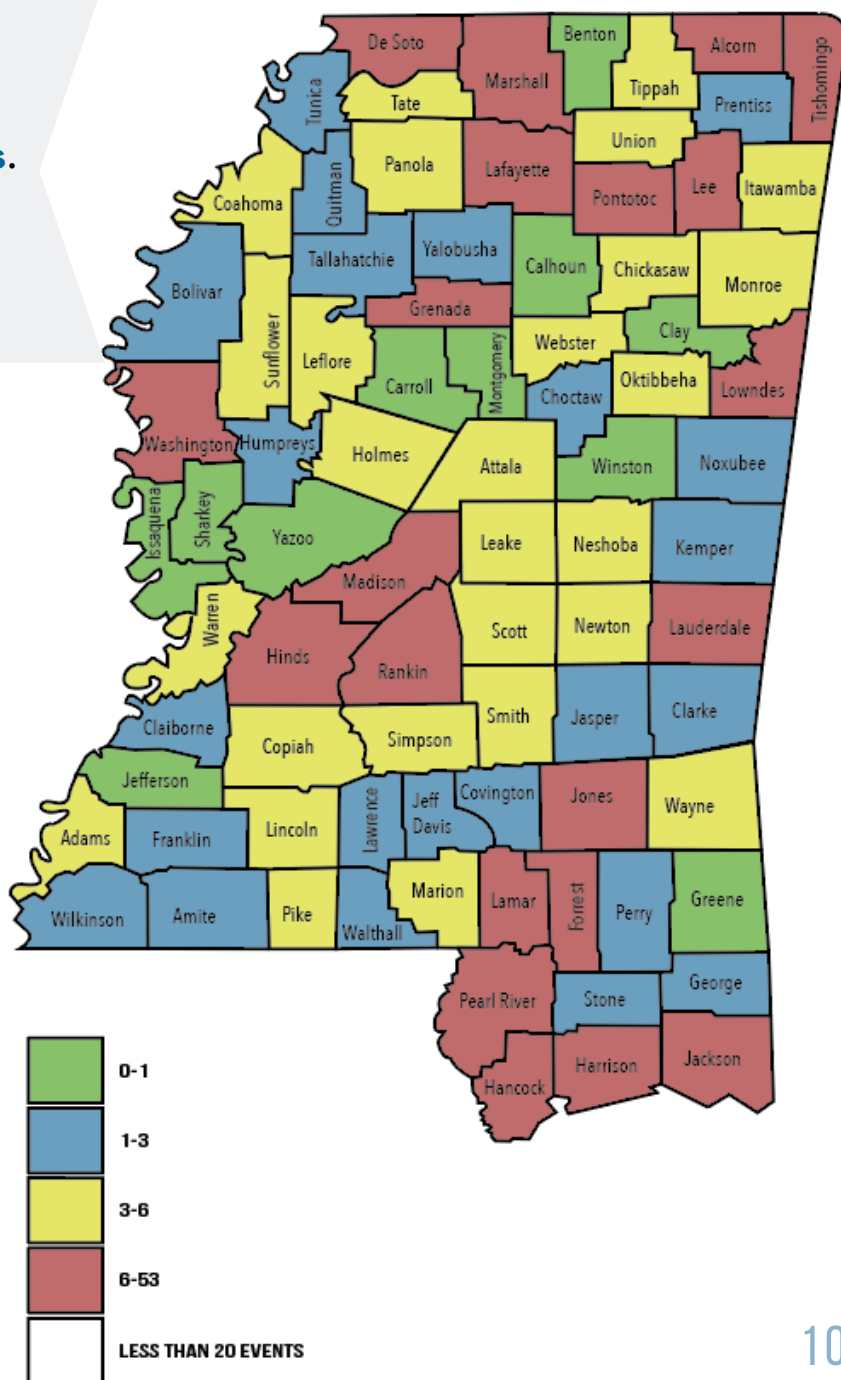 s.
De Soto
Benton
Alcorn
Tishomingo
Marshall
Tippah
Tunica
Tate
Prentiss
Union
Panola
Lafayette
Quitman
Pontotoc
Lee
Itawamba
Coahoma
Yalobusha
Tallahatchie
Calhoun
Chickasaw
Monroe
Bolivar
Grenada
Clay
Webster
Sunflower
Leflore
Montgomery
Carroll
Choctaw
Oktibbeha
Lowndes
Washington
Humpreys
Holmes
Attala
Winston
Noxubee
Issaquena
Sharkey
Yazoo
Leake
Neshoba
Kemper
Madison
Warren
Scott
Newton
Lauderdale
Hinds
Rankin
Claiborne
Copiah
Simpson
Smith
Jasper
Clarke
Jefferson
Lawrence
Jeff
Davis
Covington
Jones
Wayne
Adams
Franklin
Lincoln
Marion
Lamar
Forrest
Perry
Greene
Wilkinson
Amite
Pike
Walthall
George
Pearl River
Stone
Hancock
Harrison
Jackson
0-1
1-3
3-6
6-53
LESS THAN 20 EVENTS
10